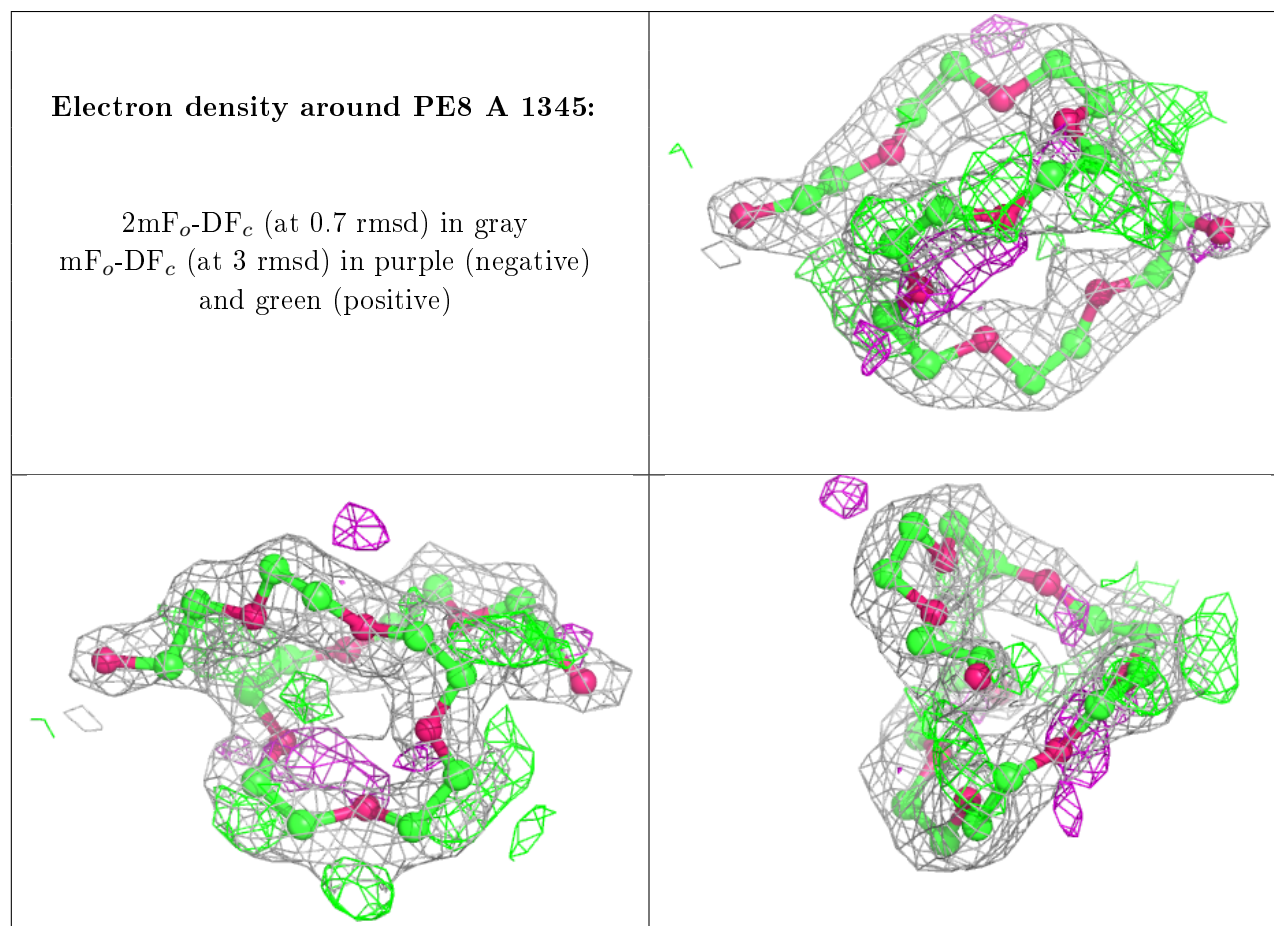 Electron density around PE8 A 1345:
2mFₒ-DF𝒸 (at 0.7 rmsd) in gray
mFₒ-DF𝒸 (at 3 rmsd) in purple (negative)
and green (positive)